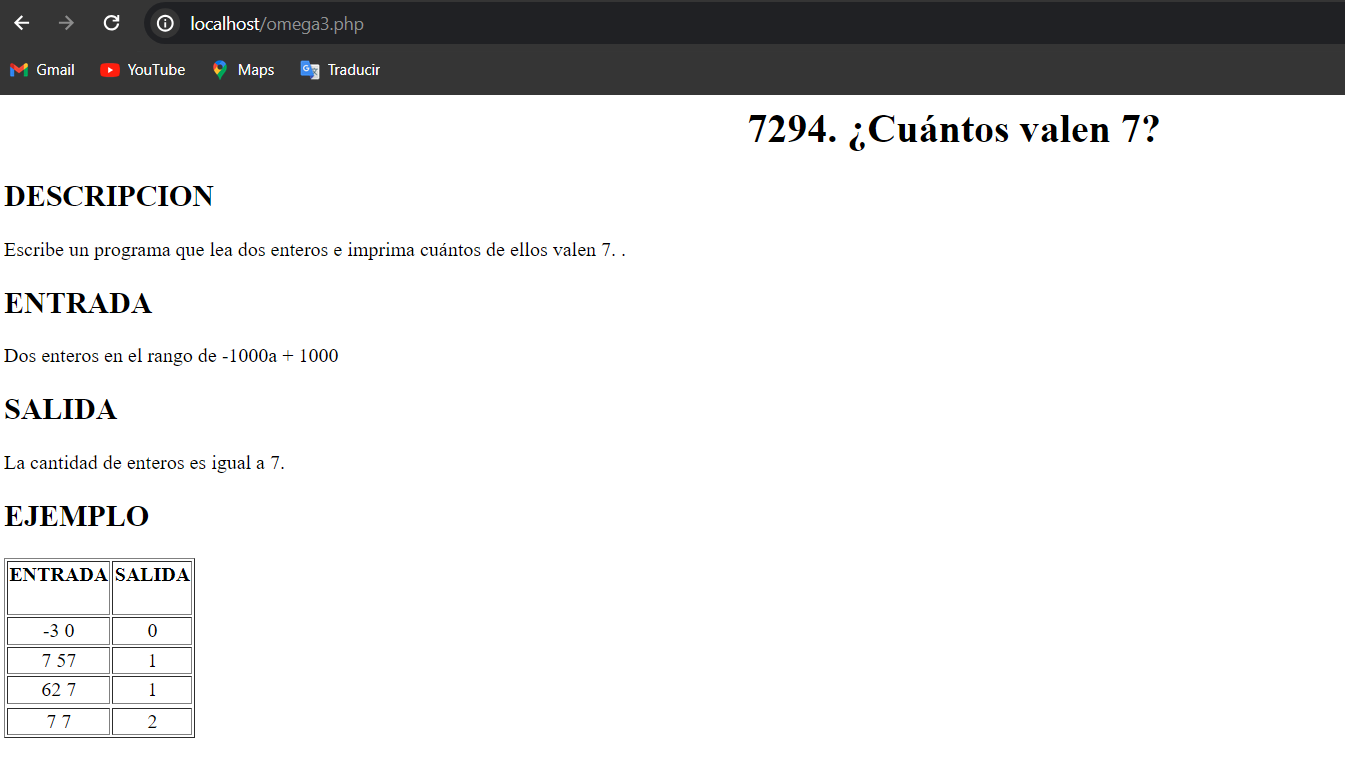 localhost/omega3.php
Gmail YouTube Maps Traducir
7294. ¿Cuántos valen 7?
DESCRIPCION
Escribe un programa que lea dos enteros e imprima cuántos de ellos valen 7. .
ENTRADA
Dos enteros en el rango de -1000a + 1000
SALIDA
La cantidad de enteros es igual a 7.
EJEMPLO
ENTRADA SALIDA
-3 0 0
7 57 1
62 7 1
7 7 2